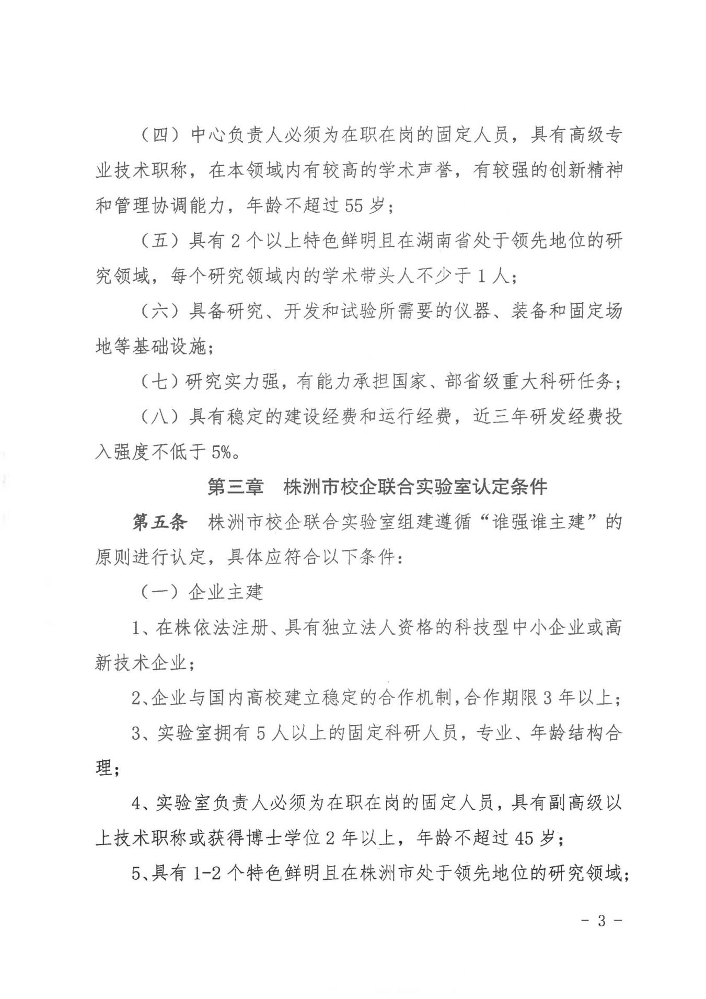 （四）中心负责人必须为在职在岗的固定人员，具有高级专
业技术职称，在本领域内有较高的学术声誉，有较强的创新精神
和管理协调能力，年龄不超过 55 岁；
（五）具有 2 个以上特色鲜明且在湖南省处于领先地位的研
究领域，每个研究领域内的学术带头人不少于 1 人；
（六）具备研究、开发和试验所需要的仪器、装备和固定场
地等基础设施；
（七）研究实力强，有能力承担国家、部省级重大科研任务；
（八）具有稳定的建设经费和运行经费，近三年研发经费投
入强度不低于 5%。
第三章　株洲市校企联合实验室认定条件
第五条　株洲市校企联合实验室组建遵循“谁强谁主建”的
原则进行认定，具体应符合以下条件：
（一）企业主建
1、在株依法注册、具有独立法人资格的科技型中小企业或高
新技术企业；
2、企业与国内高校建立稳定的合作机制，合作期限 3 年以上；
3、实验室拥有 5 人以上的固定科研人员，专业、年龄结构合
理；
4、实验室负责人必须为在职在岗的固定人员，具有副高级以
上技术职称或获得博士学位 2 年以上，年龄不超过 45 岁；
5、具有 1-2 个特色鲜明且在株洲市处于领先地位的研究领域；
- 3 -